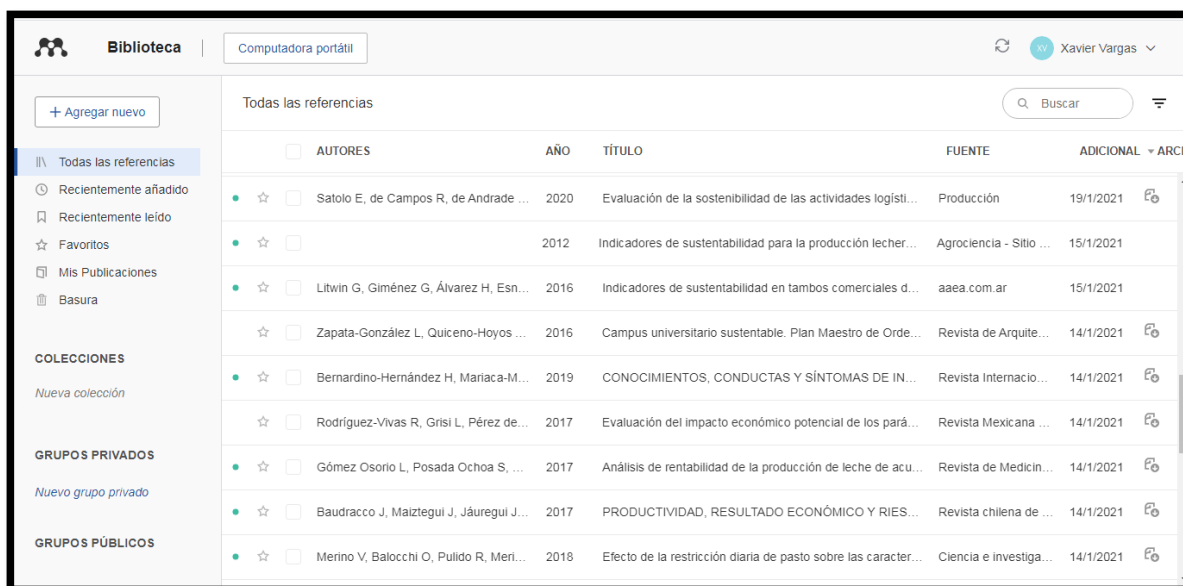 Biblioteca
Computadora portátil
XV
Xavier Vargas
+ Agregar nuevo
Todas las referencias
Recientemente añadido
Recientemente leído
Favoritos
Mis Publicaciones
Basura
COLECCIONES
Nueva colección
GRUPOS PRIVADOS
Nuevo grupo privado
GRUPOS PÚBLICOS
Todas las referencias
Buscar
AUTORES AÑO TÍTULO FUENTE ADICIONAL ARCI
Satolo E, de Campos R, de Andrade ... 2020 Evaluación de la sostenibilidad de las actividades logísti... Producción 19/1/2021
2012 Indicadores de sustentabilidad para la producción lecher... Agrociencia - Sitio ... 15/1/2021
Litwin G, Giménez G, Álvarez H, Esn... 2016 Indicadores de sustentabilidad en tambos comerciales d... aaea.com.ar 15/1/2021
Zapata-González L, Quiceno-Hoyos ... 2016 Campus universitario sustentable. Plan Maestro de Orde... Revista de Arquite... 14/1/2021
Bernardino-Hernández H, Mariaca-M... 2019 CONOCIMIENTOS, CONDUCTAS Y SÍNTOMAS DE IN... Revista Internacio... 14/1/2021
Rodríguez-Vivas R, Grisi L, Pérez de... 2017 Evaluación del impacto económico potencial de los pará... Revista Mexicana ... 14/1/2021
Gómez Osorio L, Posada Ochoa S, ... 2017 Análisis de rentabilidad de la producción de leche de acu... Revista de Medicin... 14/1/2021
Baudracco J, Maiztegui J, Jáuregui J... 2017 PRODUCTIVIDAD, RESULTADO ECONÓMICO Y RIES... Revista chilena de ... 14/1/2021
Merino V, Balocchi O, Pulido R, Meri... 2018 Efecto de la restricción diaria de pasto sobre las caracter... Ciencia e investiga... 14/1/2021